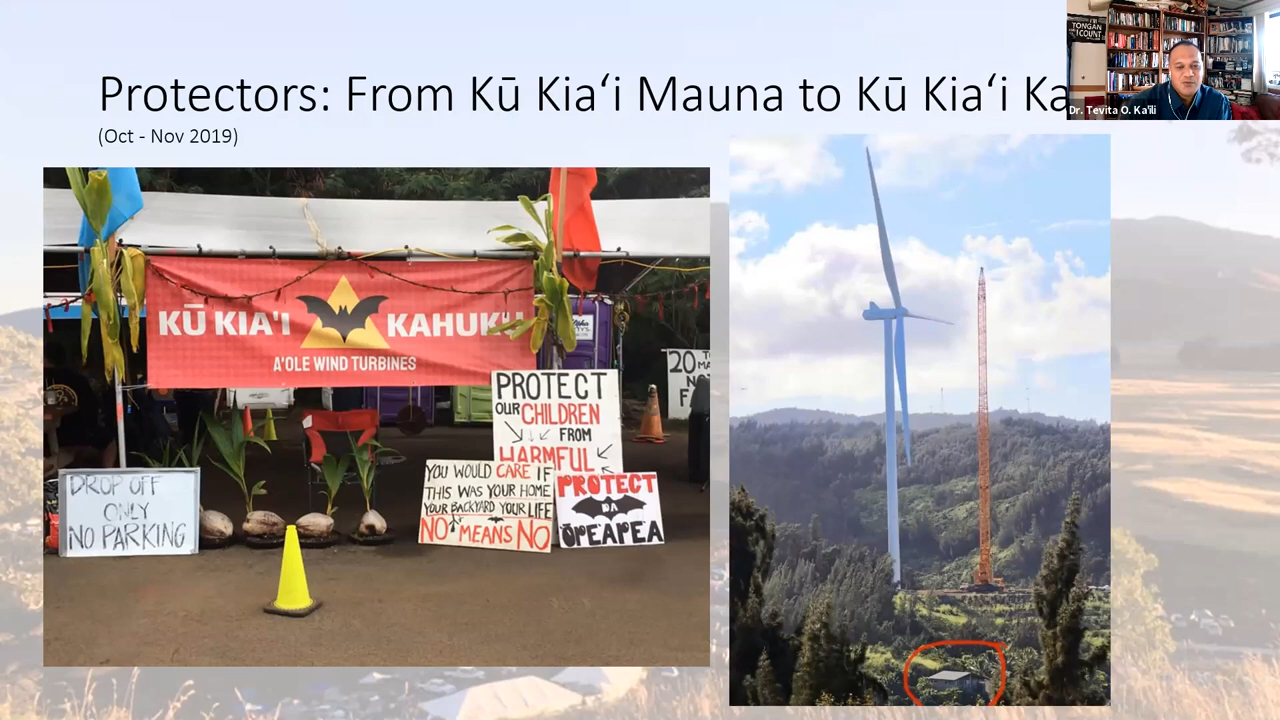 Protectors: From Kū Kiaʻi Mauna to Kū Kiaʻi Ka
(Oct - Nov 2019)
TONGAN
COUNT
Dr. Tevita O. Ka'ili
KŪ KIA'I KAHUKU
A'OLE WIND TURBINES
DROP OFF
ONLY
NO PARKING
PROTECT
OUR CHILDREN
FROM
HARMFUL
YOU WOULD CARE IF
THIS WAS YOUR HOME
YOUR BACKYARD YOUR LIFE
NO MEANS NO
PROTECT
DA
ŌPEAPEA
20